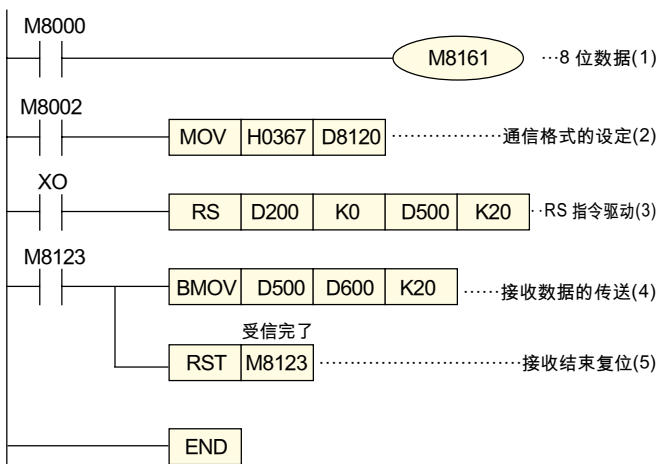 M8000
M8161 …8 位数据(1)
M8002
MOV H0367 D8120 ………………通信格式的设定(2)
XO
RS D200 K0 D500 K20 ··RS 指令驱动(3)
M8123
BMOV D500 D600 K20 ……接收数据的传送(4)
受信完了
RST M8123 ……………………………接收结束复位(5)
END